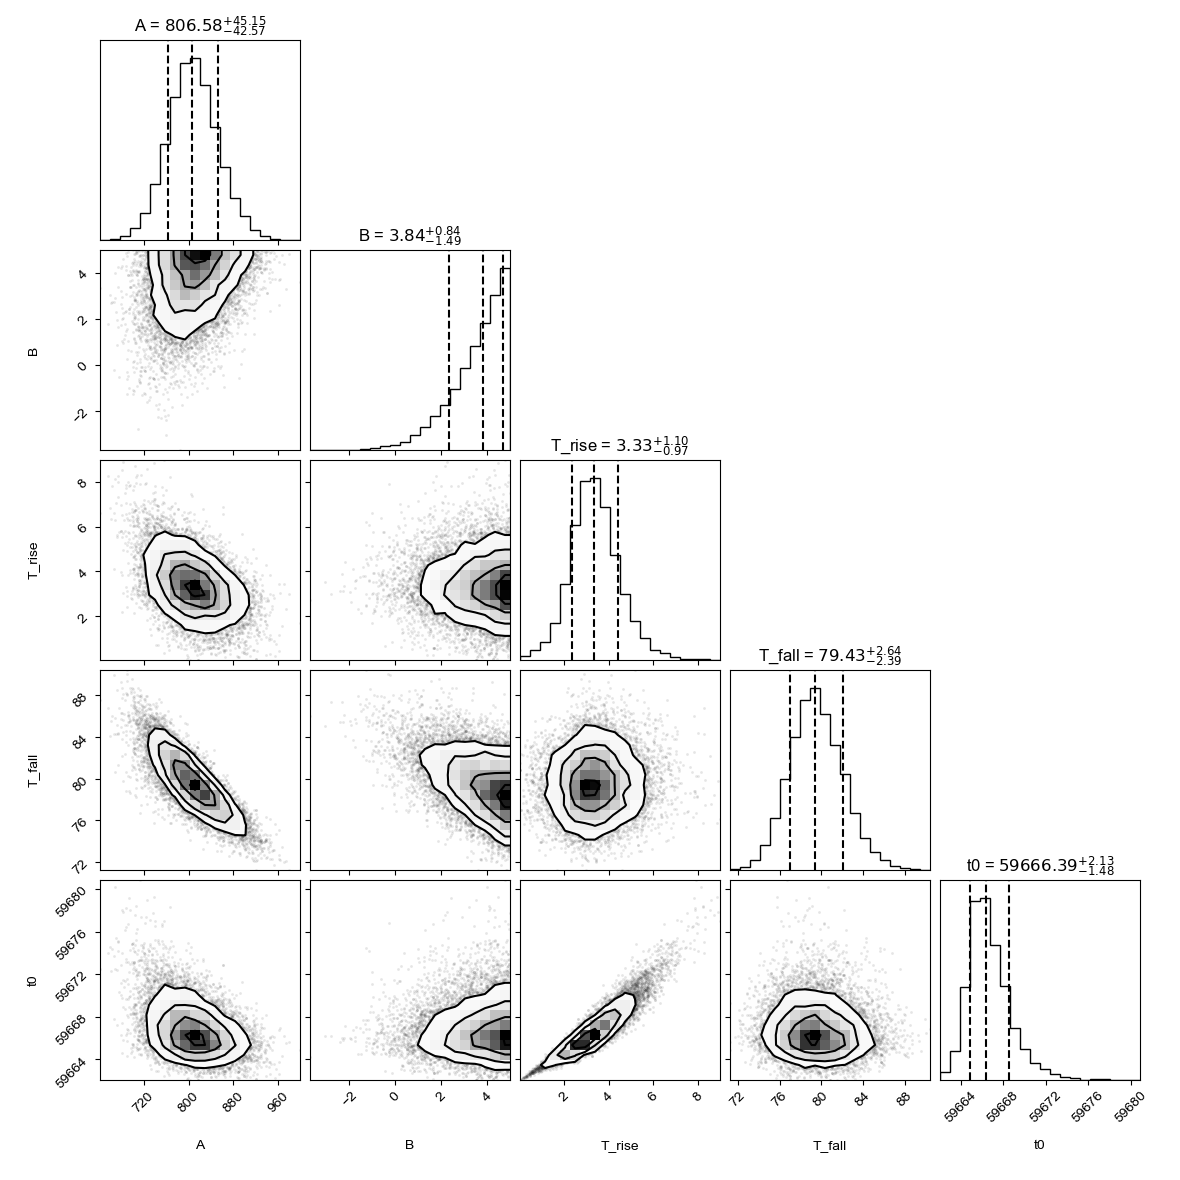 A = 806.58+45.15−42.57
4
2
0
−2
B
B = 3.84+0.84−1.49
8
6
4
2
T_rise
T_rise = 3.33+1.10−0.97
88
84
80
76
72
T_fall
T_fall = 79.43+2.64−2.39
59680
59676
59672
59668
59664
t0
t0 = 59666.39+2.13−1.48
720 800 880 960 −2 0 2 4 2 4 6 8 72 76 80 84 88 59664 59668 59672 59676 59680
A B T_rise T_fall t0